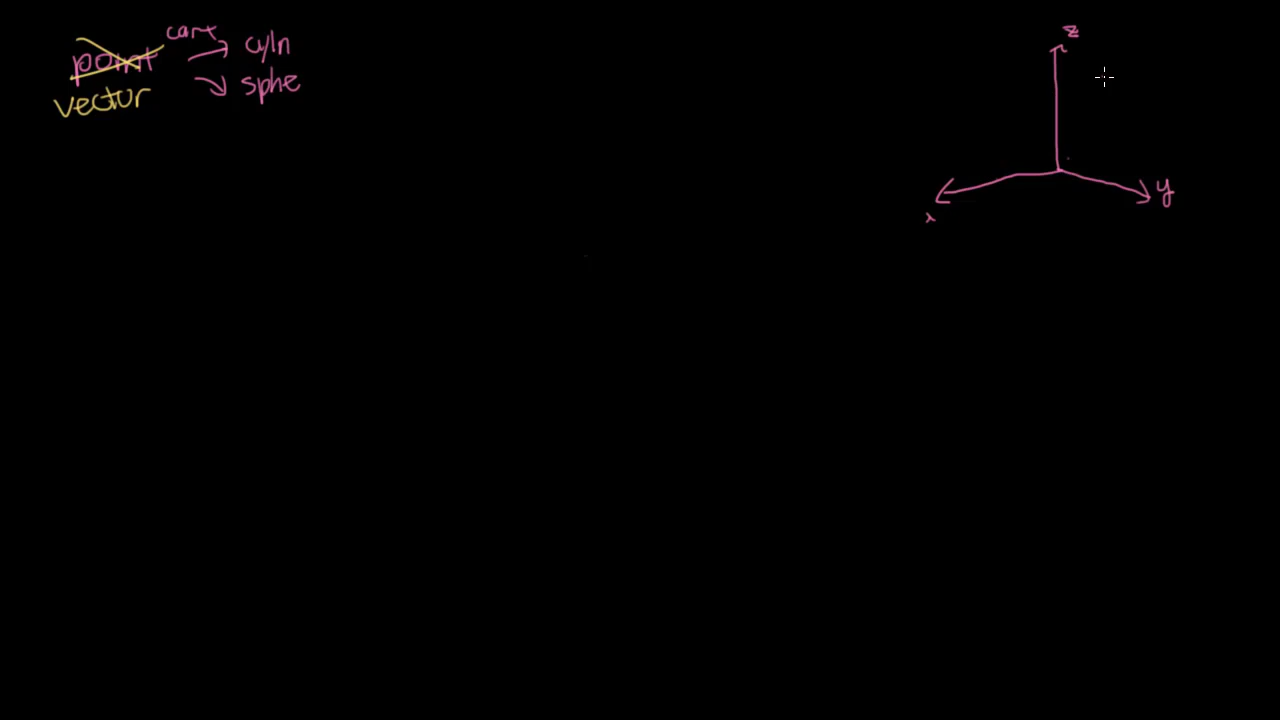 cart
point
cyln
vector
sphe
z
y
x